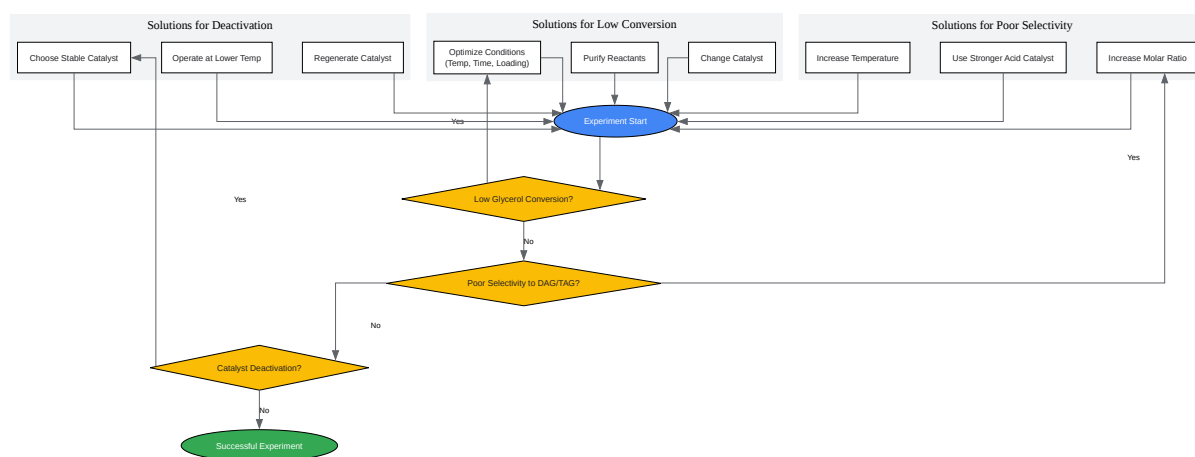 Solutions for Deactivation
Solutions for Low Conversion
Solutions for Poor Selectivity
Choose Stable Catalyst
Operate at Lower Temp
Regenerate Catalyst
Optimize Conditions
(Temp, Time, Loading)
Purify Reactants
Change Catalyst
Increase Temperature
Use Stronger Acid Catalyst
Increase Molar Ratio
Yes
Experiment Start
Yes
Yes
Low Glycerol Conversion?
No
Poor Selectivity to DAG/TAG?
No
Catalyst Deactivation?
No
Successful Experiment